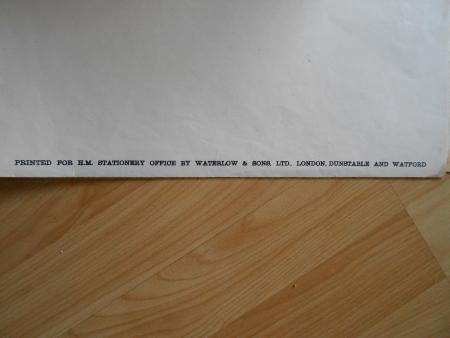 PRINTED FOR H.M. STATIONERY OFFICE BY WATERLOW & SONS, LTD., LONDON, DUNSTABLE AND WATFORD